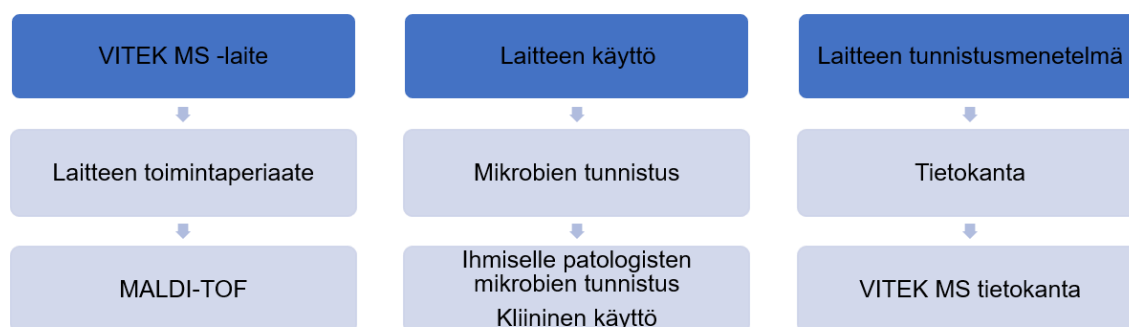 VITEK MS -laite
Laitteen toimintaperiaate
MALDI-TOF
Laitteen käyttö
Mikrobien tunnistus
Ihmiselle patologisten
mikrobien tunnistus
Kliininen käyttö
Laitteen tunnistusmenetelmä
Tietokanta
VITEK MS tietokanta